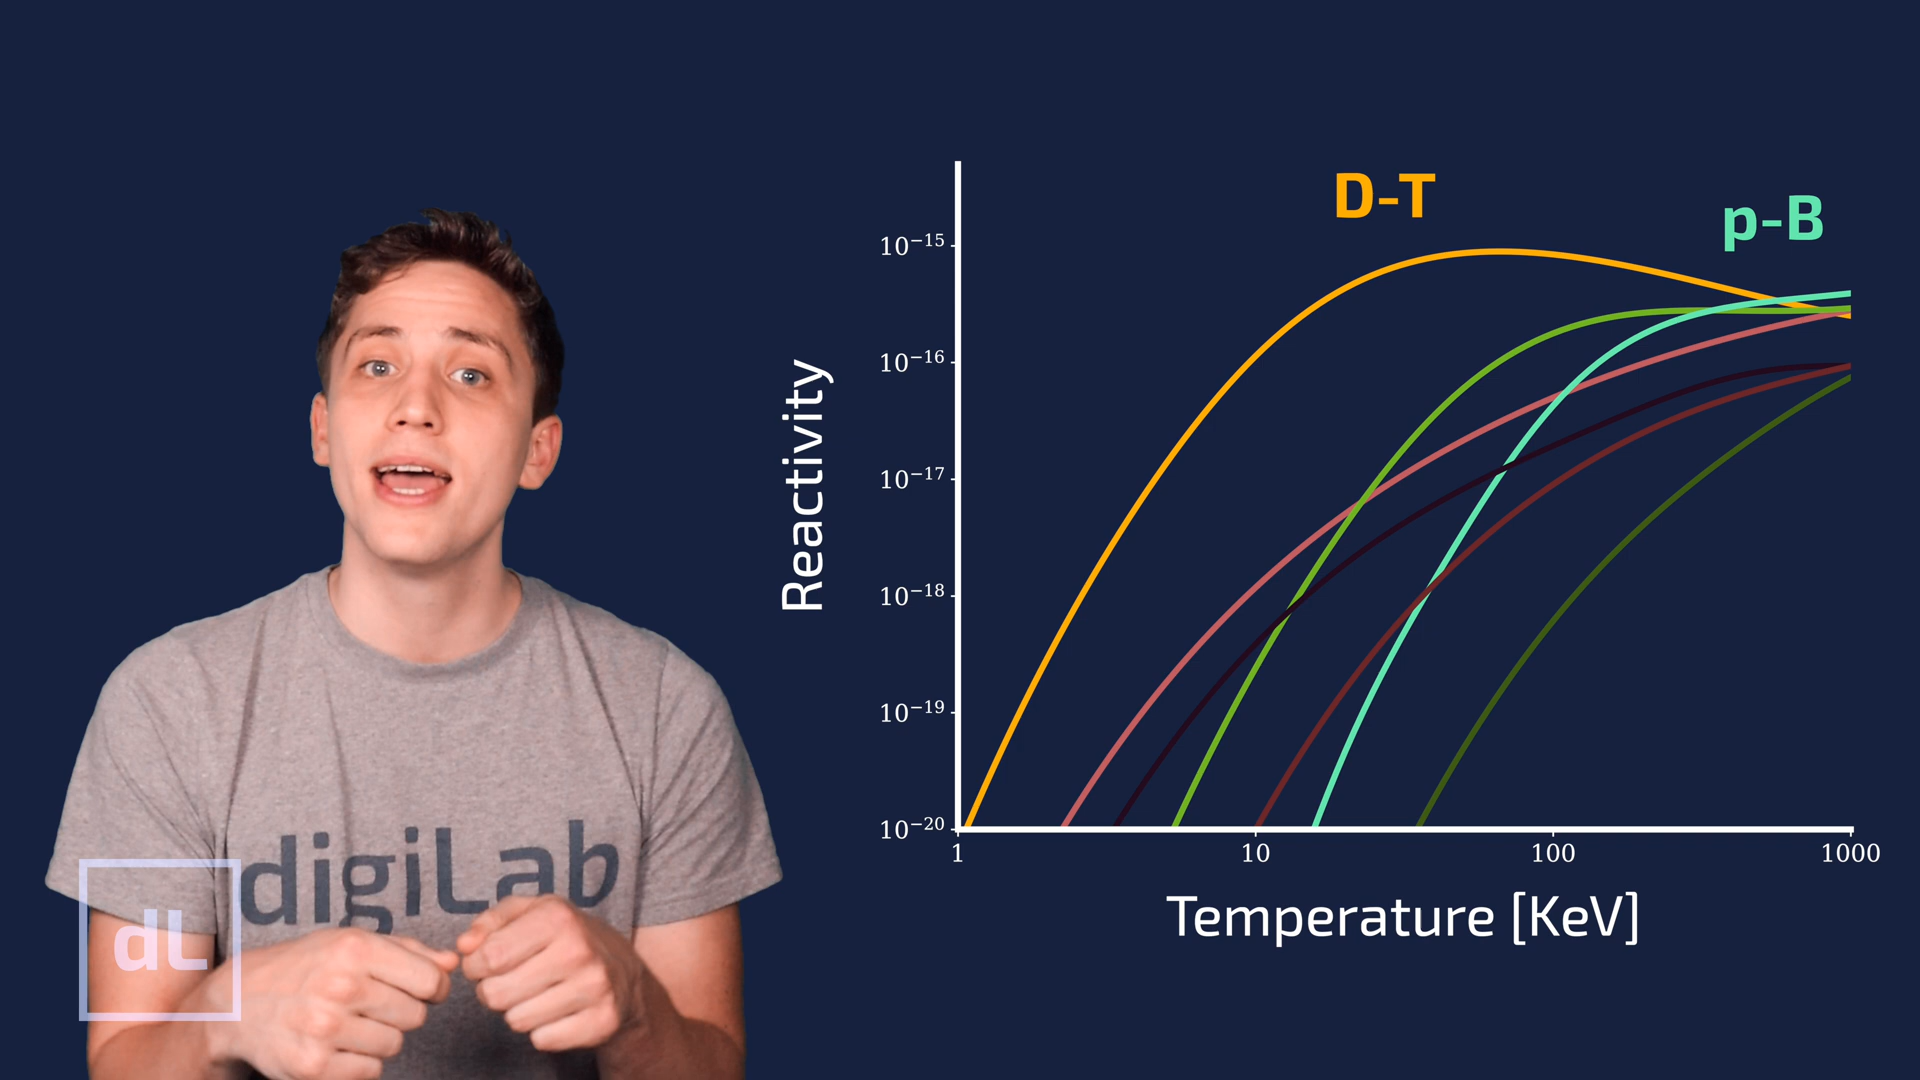 D-T
p-B
10⁻¹⁵
10⁻¹⁶
10⁻¹⁷
10⁻¹⁸
10⁻¹⁹
10⁻²⁰
Reactivity
1 10 100 1000
Temperature [KeV]
digiLab
dL